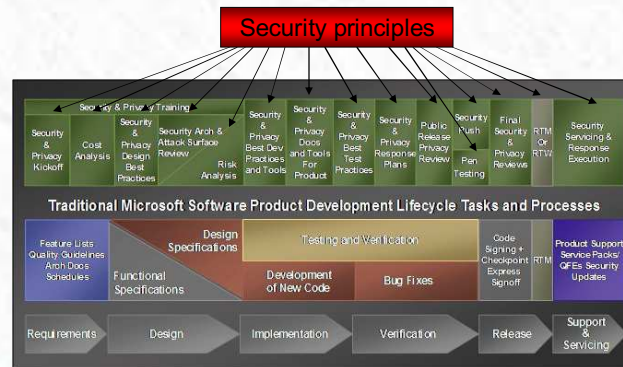 Security principles
Security & Privacy Training
Security
&
Privacy
Kickoff
Cost
Analysis
Security
&
Privacy
Design
Best
Practices
Security Arch &
Attack Surface
Review
Risk
Analysis
Security
&
Privacy
Best Dev
Practices
and Tools
Security
&
Privacy
Docs
and Tools
For
Product
Security
&
Privacy
Best Test
Practices
Security
&
Privacy
Response
Plans
Public
Release
Privacy
Review
Security
Push
Pen
Testing
Final
Security
& Privacy
Reviews
RTM
Or
RTW
Security
Servicing &
Response
Execution
Traditional Microsoft Software Product Development Lifecycle Tasks and Processes
Feature Lists
Quality Guidelines
Arch Docs
Schedules
Design
Specifications
Functional
Specifications
Testing and Verification
Development
of New Code
Bug Fixes
Code
Signing +
Checkpoint
Express
Signoff
RTM
Product Support
Service Packs/
QFEs Security
Updates
Requirements
Design
Implementation
Verification
Release
Support
&
Servicing